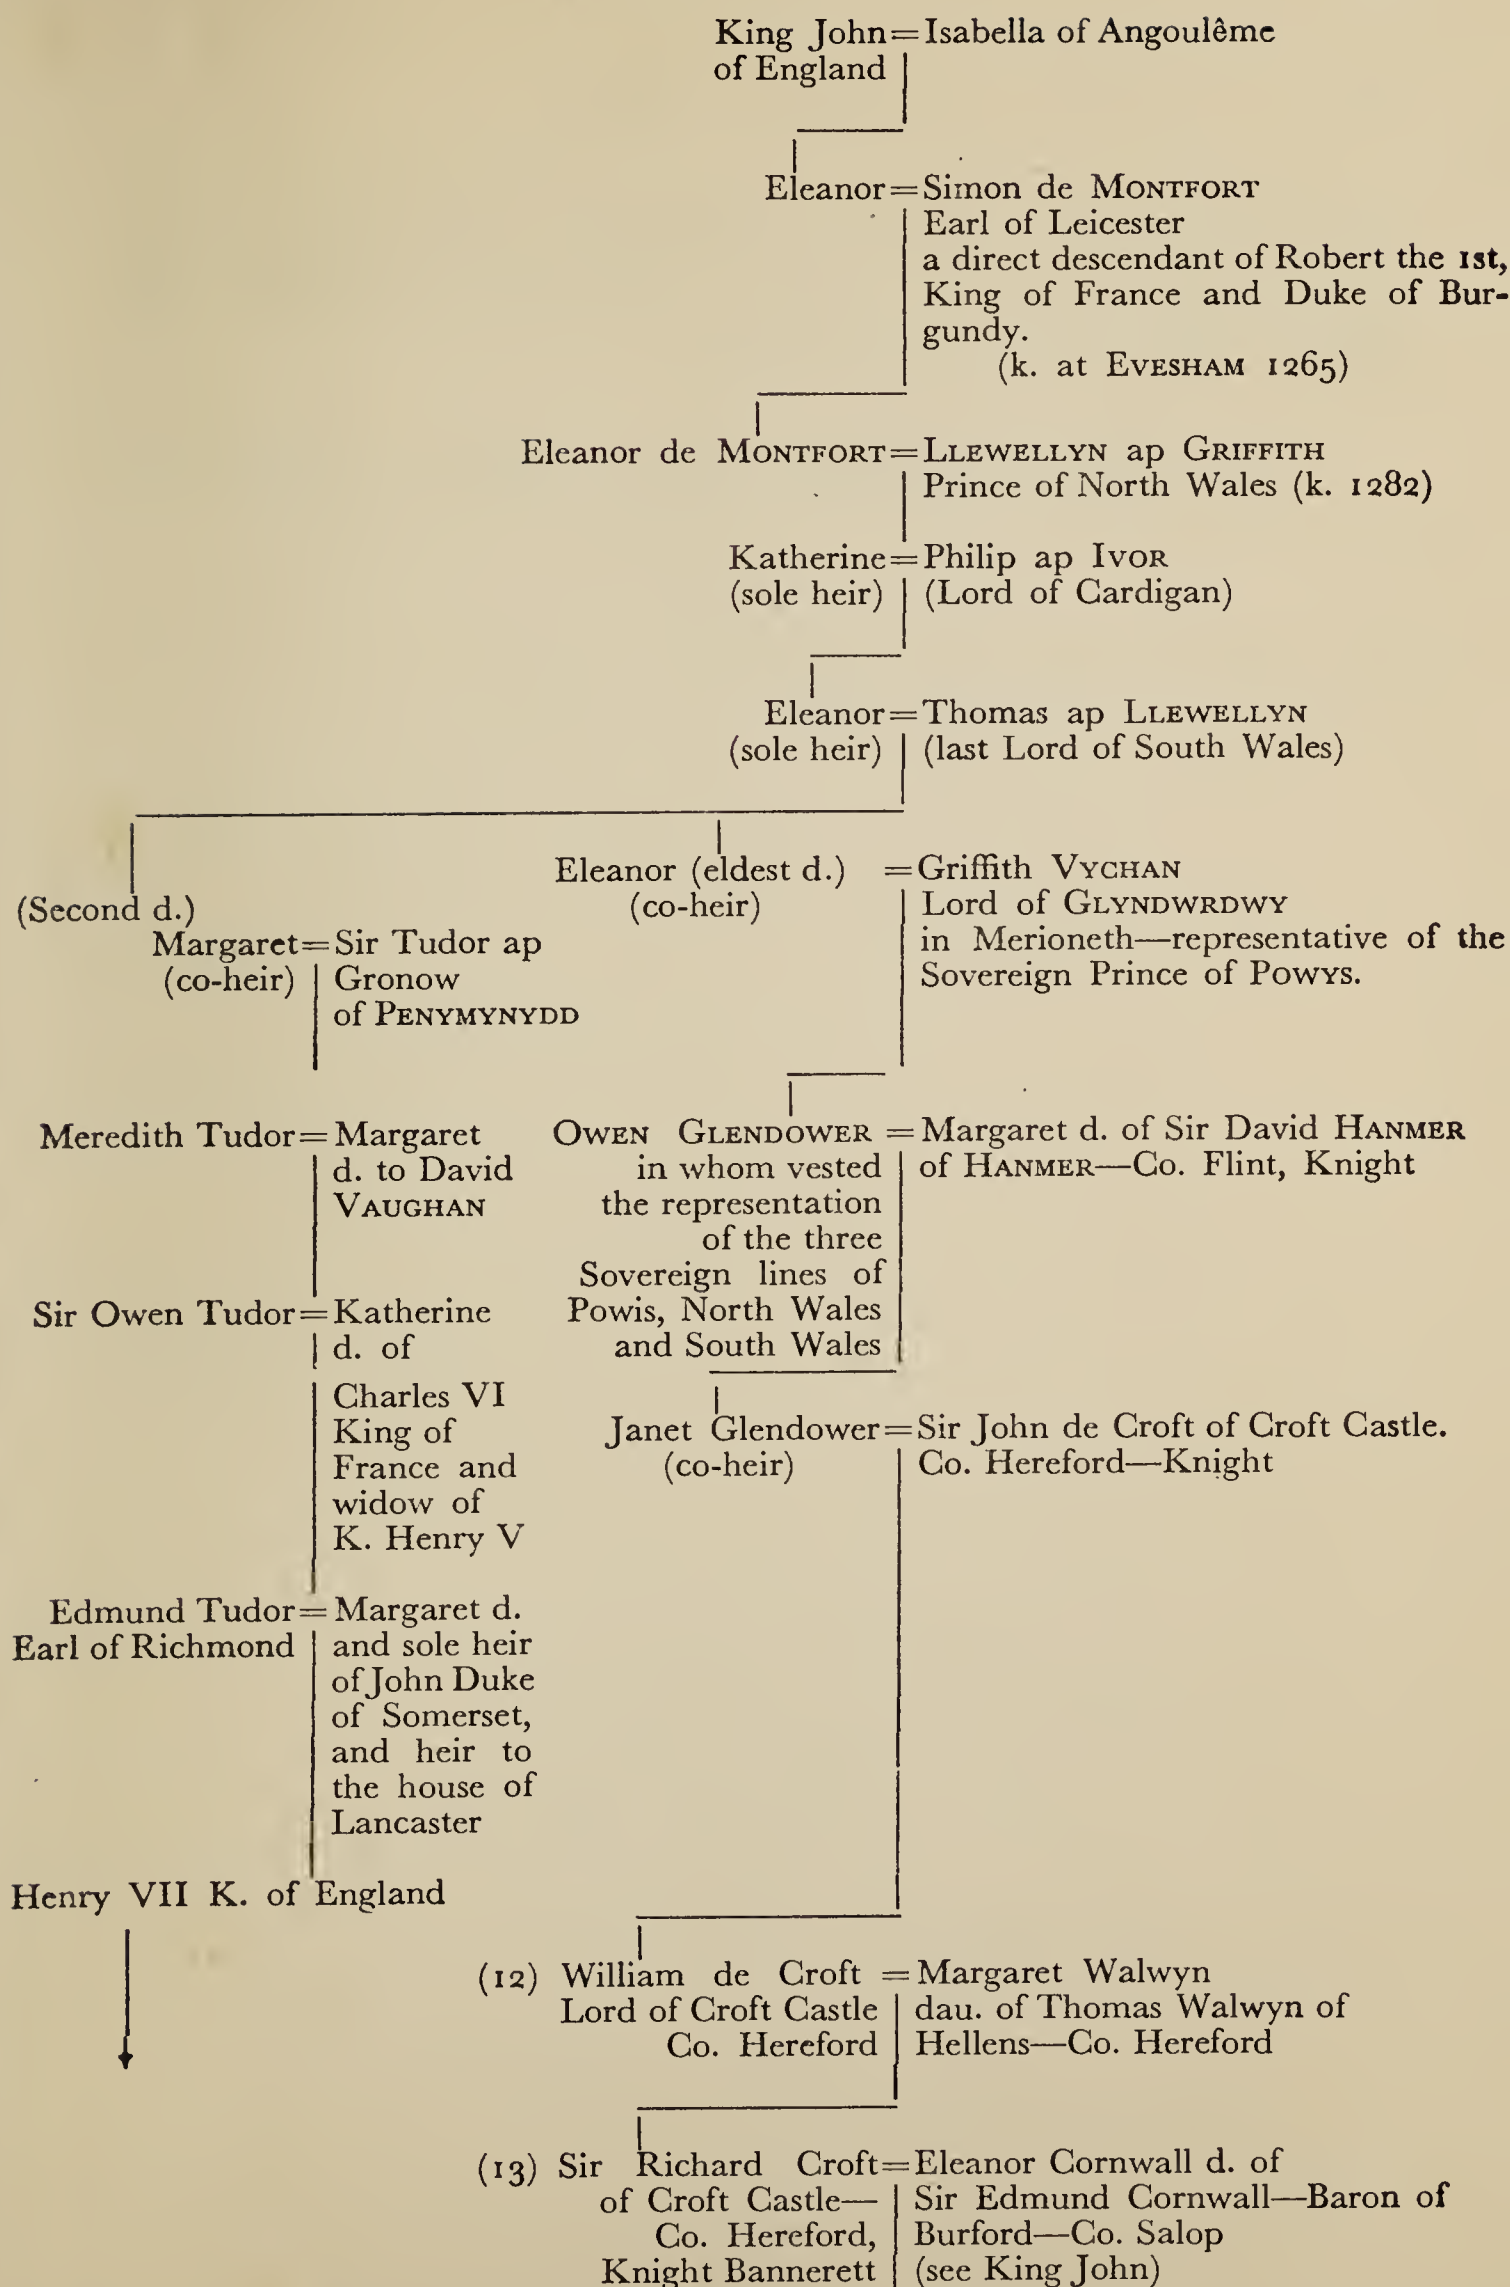 King John = Isabella of Angoulême
of England
Eleanor = Simon de MONTFORT
Earl of Leicester
a direct descendant of Robert the 1st,
King of France and Duke of Bur-
gundy.
(k. at EVESHAM 1265)
Eleanor de MONTFORT = LLEWELLYN ap GRIFFITH
Prince of North Wales (k. 1282)
Katherine = Philip ap IVOR
(sole heir) (Lord of Cardigan)
Eleanor = Thomas ap LLEWELLYN
(sole heir) (last Lord of South Wales)
(Second d.)
Margaret = Sir Tudor ap
(co-heir) Gronow
of PENYMYNYDD
Eleanor (eldest d.) = Griffith VYCHAN
(co-heir) Lord of GLYNDWRDWY
in Merioneth—representative of the
Sovereign Prince of POWYS.
Meredith Tudor = Margaret
d. to David
VAUGHAN
Sir Owen Tudor = Katherine
d. of
Charles VI
King of
France and
widow of
K. Henry V
Edmund Tudor = Margaret d.
Earl of Richmond and sole heir
of John Duke
of Somerset,
and heir to
the house of
Lancaster
Henry VII K. of England
OWEN GLENDOWER = Margaret d. of Sir David HANMER
in whom vested of HANMER—Co. Flint, Knight
the representation
of the three
Sovereign lines of
Powis, North Wales
and South Wales
Janet Glendower = Sir John de Croft of Croft Castle.
(co-heir) Co. Hereford—Knight
(12) William de Croft = Margaret Walwyn
Lord of Croft Castle dau. of Thomas Walwyn of
Co. Hereford Hellens—Co. Hereford
(13) Sir Richard Croft = Eleanor Cornwall d. of
of Croft Castle— Sir Edmund Cornwall—Baron of
Co. Hereford, Burford—Co. Salop
Knight Bannerett (see King John)